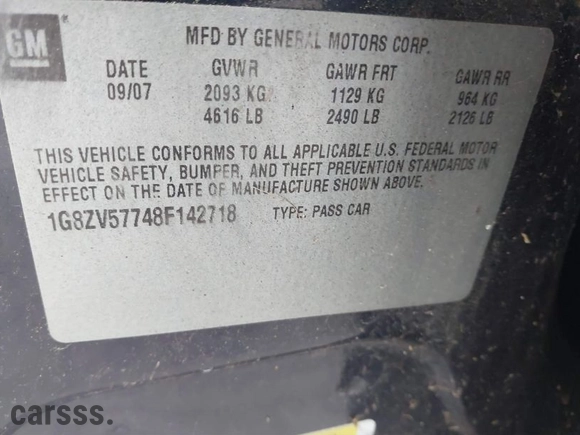 GM
MFD BY GENERAL MOTORS CORP.
DATE GVWR GAWR FRT GAWR RR
09/07 2093 KG 1129 KG 964 KG
4616 LB 2490 LB 2126 LB
THIS VEHICLE CONFORMS TO ALL APPLICABLE U.S. FEDERAL MOTOR
VEHICLE SAFETY, BUMPER, AND THEFT PREVENTION STANDARDS IN
EFFECT ON THE DATE OF MANUFACTURE SHOWN ABOVE.
1G8ZV57748F142718 TYPE: PASS CAR
carsss.